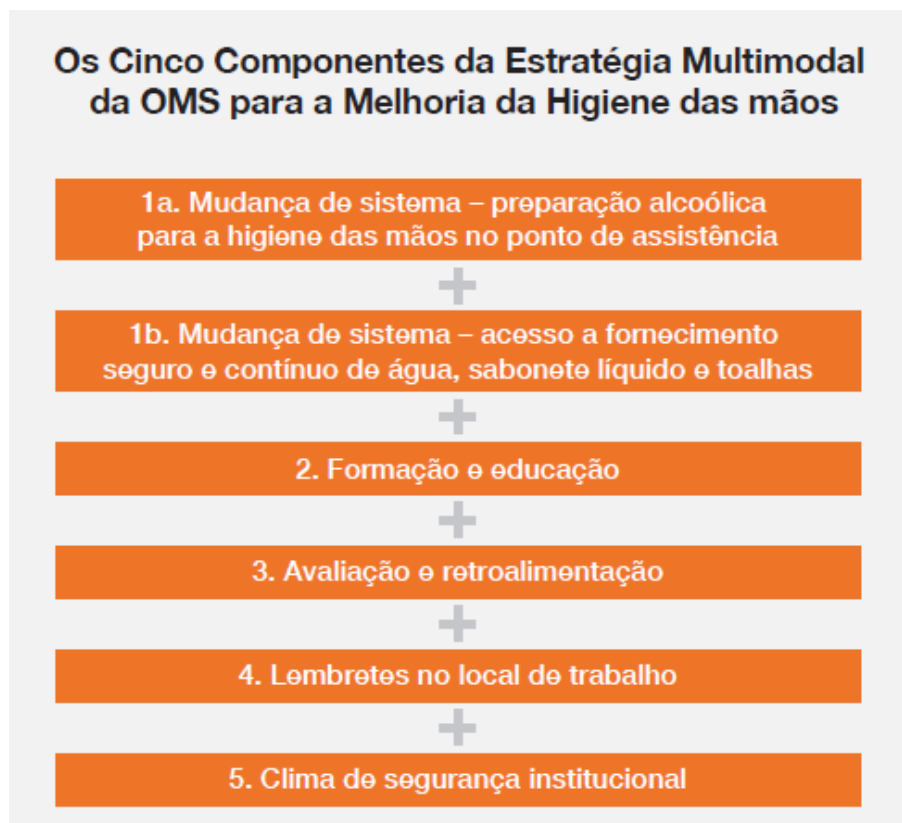 Os Cinco Componentes da Estratégia Multimodal
da OMS para a Melhoria da Higiene das mãos
1a. Mudança de sistema – preparação alcoólica
para a higiene das mãos no ponto de assistência
+
1b. Mudança de sistema – acesso a fornecimento
seguro e contínuo de água, sabonete líquido e toalhas
+
2. Formação e educação
+
3. Avaliação e retroalimentação
+
4. Lembretes no local de trabalho
+
5. Clima de segurança institucional